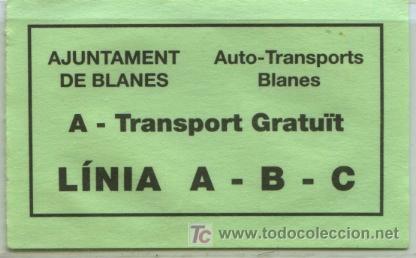 AJUNTAMENT DE BLANES
Auto-Transports Blanes
A - Transport Gratuït
LÍNIA A - B - C
TC www.todocoleccion.net